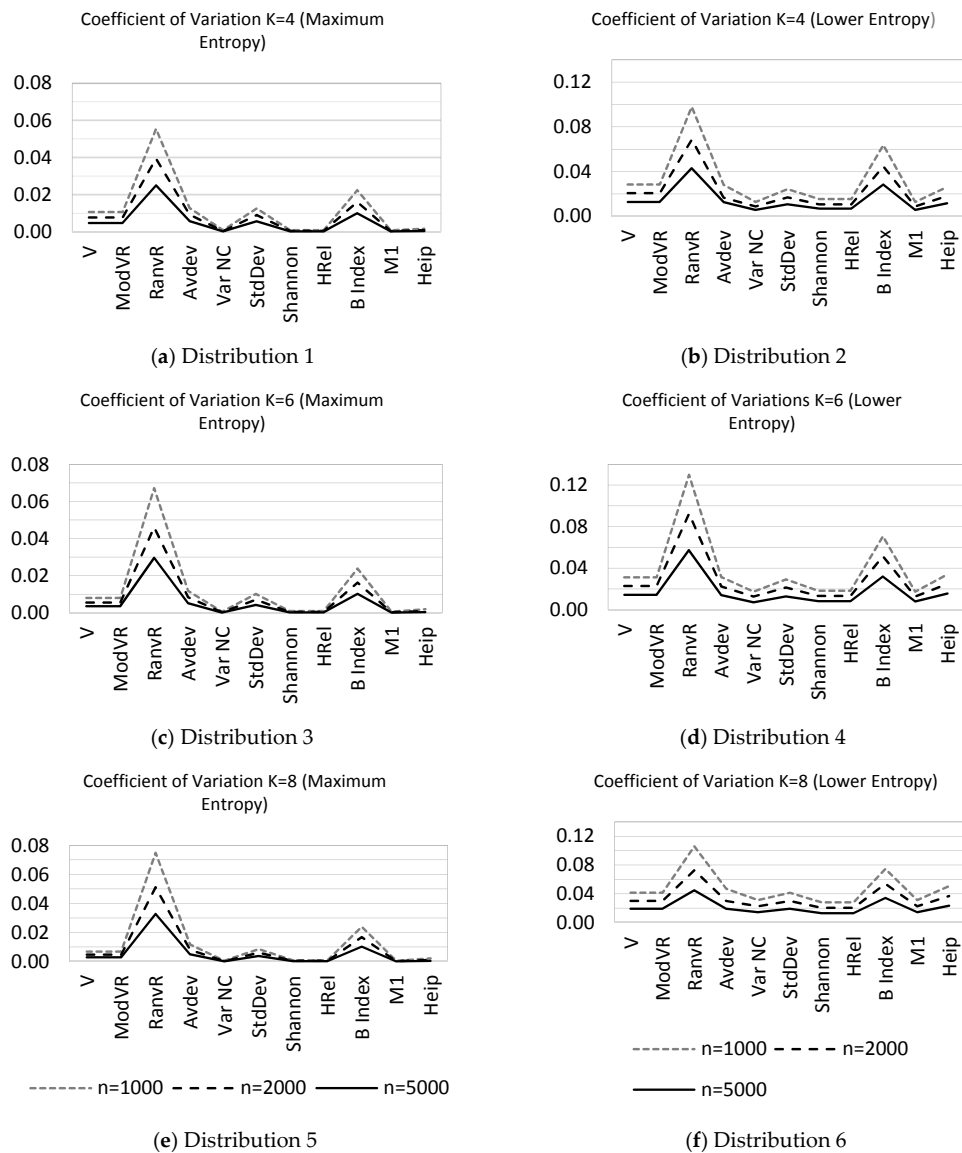 Coefficient of Variation K=4 (Maximum
Entropy)
0.08
0.06
0.04
0.02
0.00
V
ModVR
RanvR
Avdev
Var NC
StdDev
Shannon
HRel
B Index
M1
Heip
(a) Distribution 1
Coefficient of Variation K=4 (Lower Entropy)
0.12
0.08
0.04
0.00
V
ModVR
RanvR
Avdev
Var NC
StdDev
Shannon
HRel
B Index
M1
Heip
(b) Distribution 2
Coefficient of Variation K=6 (Maximum
Entropy)
0.08
0.06
0.04
0.02
0.00
V
ModVR
RanvR
Avdev
Var NC
StdDev
Shannon
HRel
B Index
M1
Heip
(c) Distribution 3
Coefficient of Variations K=6 (Lower
Entropy)
0.12
0.08
0.04
0.00
V
ModVR
RanvR
Avdev
Var NC
StdDev
Shannon
HRel
B Index
M1
Heip
(d) Distribution 4
Coefficient of Variation K=8 (Maximum
Entropy)
0.08
0.06
0.04
0.02
0.00
V
ModVR
RanvR
Avdev
Var NC
StdDev
Shannon
HRel
B Index
M1
Heip
n=1000 n=2000 n=5000
(e) Distribution 5
Coefficient of Variation K=8 (Lower Entropy)
0.12
0.08
0.04
0.00
V
ModVR
RanvR
Avdev
Var NC
StdDev
Shannon
HRel
B Index
M1
Heip
n=1000 n=2000
n=5000
(f) Distribution 6